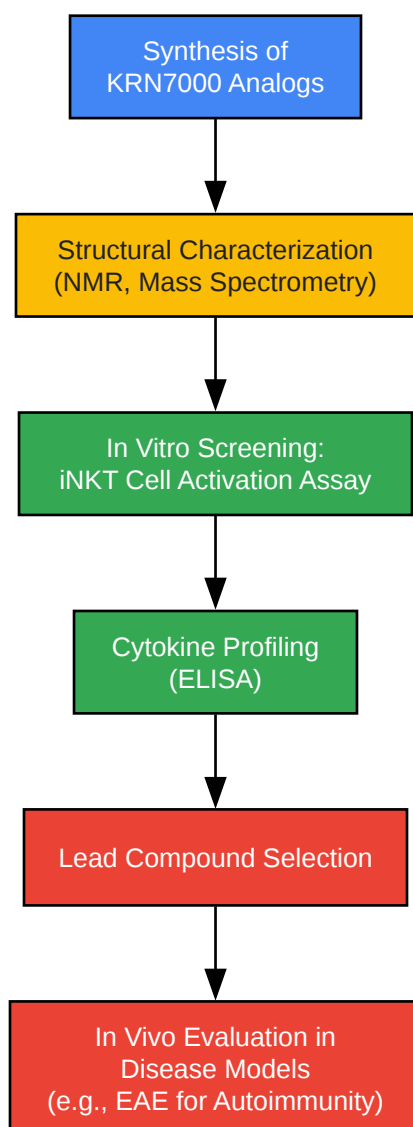 Synthesis of
KRN7000 Analogs
Structural Characterization
(NMR, Mass Spectrometry)
In Vitro Screening:
iNKT Cell Activation Assay
Cytokine Profiling
(ELISA)
Lead Compound Selection
In Vivo Evaluation in
Disease Models
(e.g., EAE for Autoimmunity)